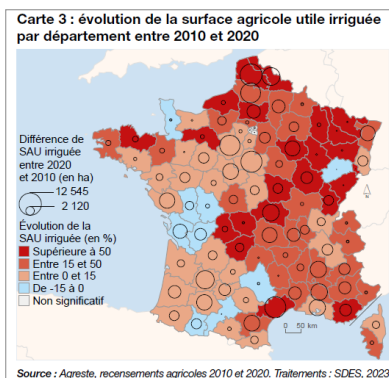 Carte 3 : évolution de la surface agricole utile irriguée
par département entre 2010 et 2020
Différence de
SAU irriguée
entre 2020
et 2010 (en ha)
12 545
2 120
Évolution de la
SAU irriguée (en %)
Supérieure à 50
Entre 15 et 50
Entre 0 et 15
De -15 à 0
Non significatif
0 50 km
Source : Agreste, recensements agricoles 2010 et 2020. Traitements : SDES, 2023